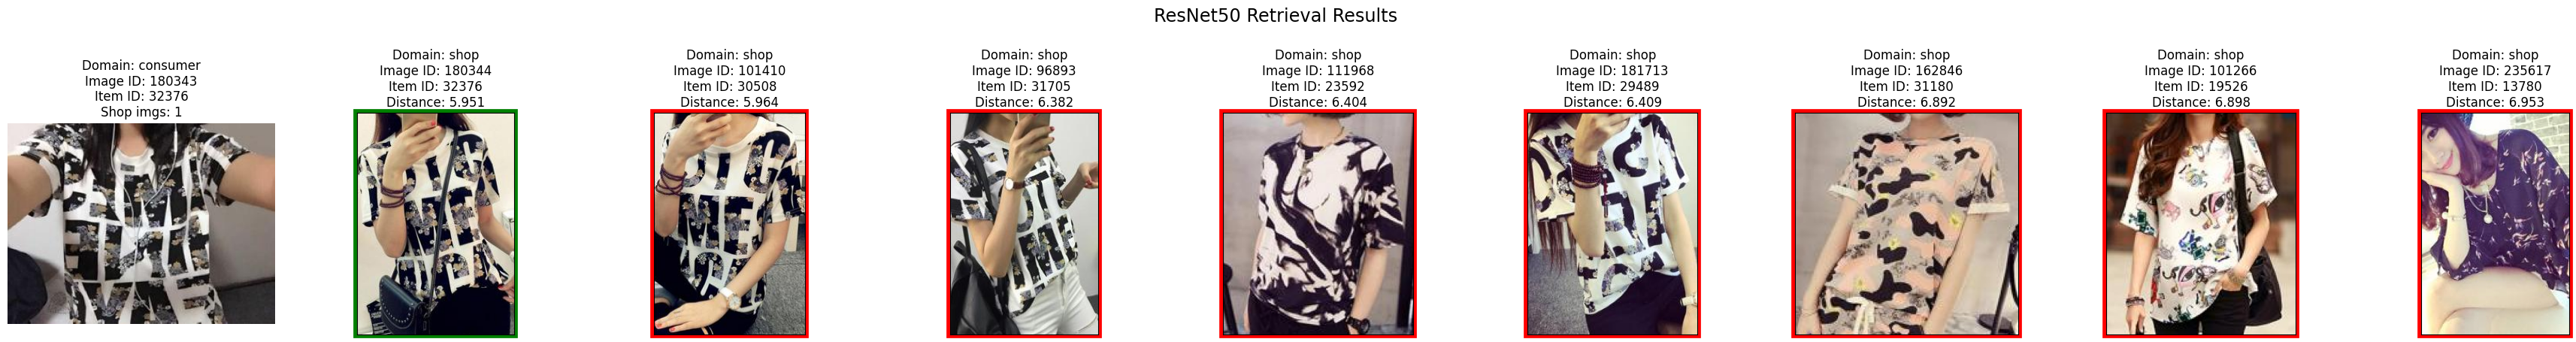 ResNet50 Retrieval Results
Domain: consumer
Image ID: 180343
Item ID: 32376
Shop imgs: 1
Domain: shop
Image ID: 180344
Item ID: 32376
Distance: 5.951
Domain: shop
Image ID: 101410
Item ID: 30508
Distance: 5.964
Domain: shop
Image ID: 96893
Item ID: 31705
Distance: 6.382
Domain: shop
Image ID: 111968
Item ID: 23592
Distance: 6.404
Domain: shop
Image ID: 181713
Item ID: 29489
Distance: 6.409
Domain: shop
Image ID: 162846
Item ID: 31180
Distance: 6.892
Domain: shop
Image ID: 101266
Item ID: 19526
Distance: 6.898
Domain: shop
Image ID: 235617
Item ID: 13780
Distance: 6.953